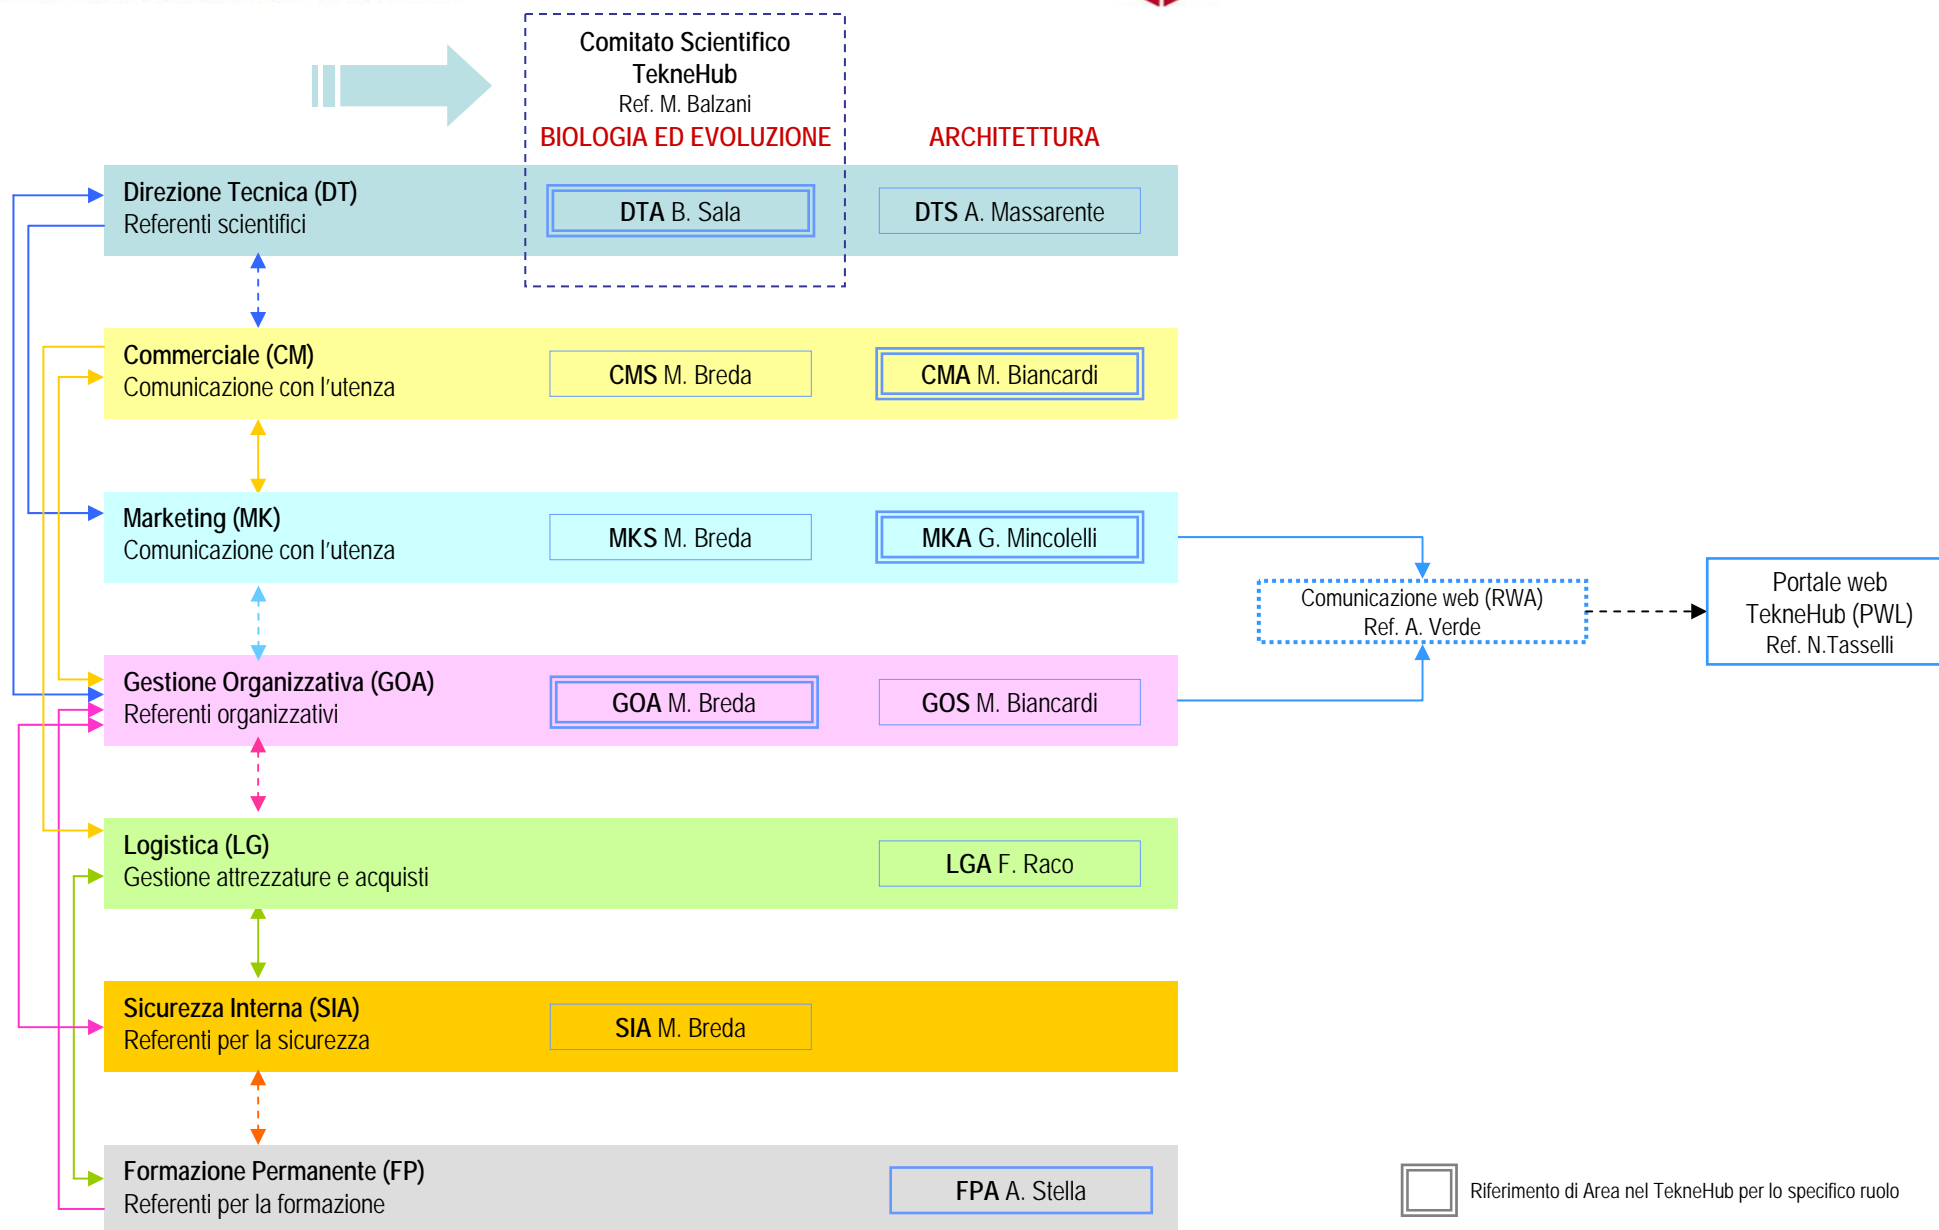 Comitato Scientifico
TekneHub
Ref. M. Balzani
BIOLOGIA ED EVOLUZIONE
ARCHITETTURA
Direzione Tecnica (DT)
Referenti scientifici
DTA B. Sala
DTS A. Massarente
Commerciale (CM)
Comunicazione con l'utenza
CMS M. Breda
CMA M. Biancardi
Marketing (MK)
Comunicazione con l'utenza
MKS M. Breda
MKA G. Mincolelli
Comunicazione web (RWA)
Ref. A. Verde
Portale web
TekneHub (PWL)
Ref. N.Tasselli
Gestione Organizzativa (GOA)
Referenti organizzativi
GOA M. Breda
GOS M. Biancardi
Logistica (LG)
Gestione attrezzature e acquisti
LGA F. Raco
Sicurezza Interna (SIA)
Referenti per la sicurezza
SIA M. Breda
Formazione Permanente (FP)
Referenti per la formazione
FPA A. Stella
Riferimento di Area nel TekneHub per lo specifico ruolo